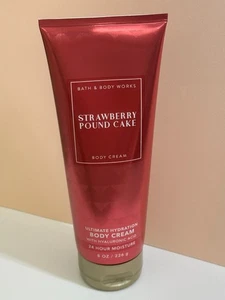 BATH & BODY WORKS
STRAWBERRY
POUND CAKE
BODY CREAM
ULTIMATE HYDRATION
BODY CREAM
WITH HYALURONIC ACID
24 HOUR MOISTURE
8 OZ / 226 g